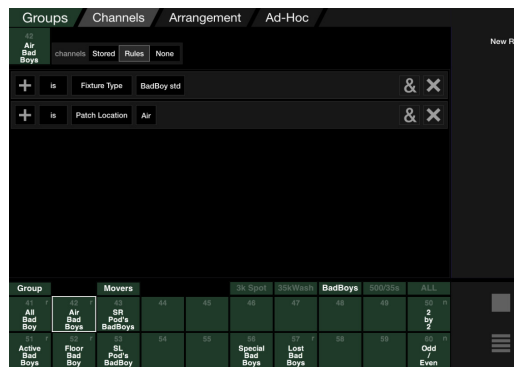 Groups Channels Arrangement Ad-Hoc
42
Air
Bad
Boys
channels Stored Rules None
New R
+ is Fixture Type BadBoy std &
+ is Patch Location Air &
Group Movers 3k Spot 35kWash BadBoys 500/35s ALL
41 r 42 r 43 44 45 46 47 48 49 50 n
All
Bad
Boy
Air
Bad
Boys
SR
Pod's
BadBoys
2
by
2
51 r 52 r 53 54 55 56 57 r 58 59 60 n
Active
Bad
Boys
Floor
Bad
Boy
SL
Pod's
BadBoys
Special
Bad
Boys
Lost
Bad
Boys
Odd
/
Even